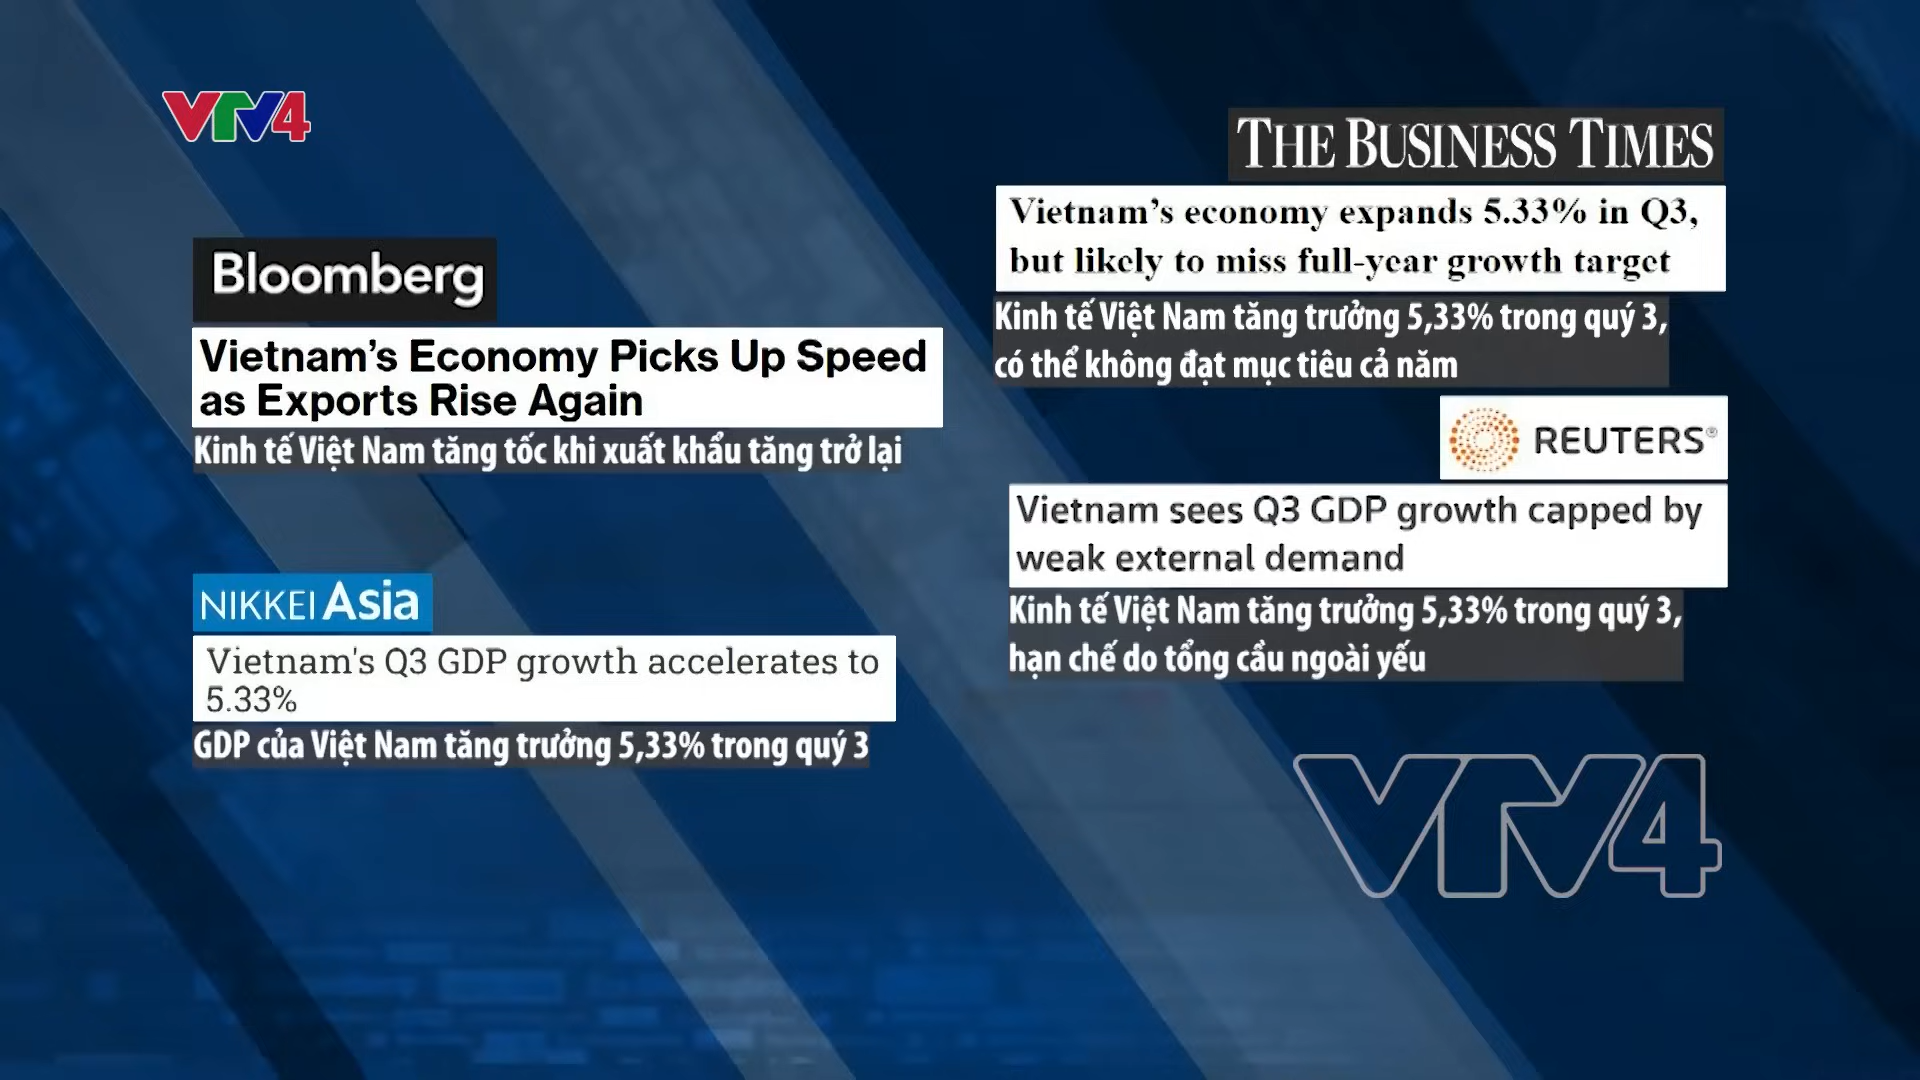 VTV4
Bloomberg
Vietnam's Economy Picks Up Speed
as Exports Rise Again
Kinh tế Việt Nam tăng tốc khi xuất khẩu tăng trở lại
NIKKEI Asia
Vietnam's Q3 GDP growth accelerates to
5.33%
GDP của Việt Nam tăng trưởng 5,33% trong quý 3
THE BUSINESS TIMES
Vietnam's economy expands 5.33% in Q3,
but likely to miss full-year growth target
Kinh tế Việt Nam tăng trưởng 5,33% trong quý 3,
có thể không đạt mục tiêu cả năm
REUTERS®
Vietnam sees Q3 GDP growth capped by
weak external demand
Kinh tế Việt Nam tăng trưởng 5,33% trong quý 3,
hạn chế do tổng cầu ngoài yếu
VTV4